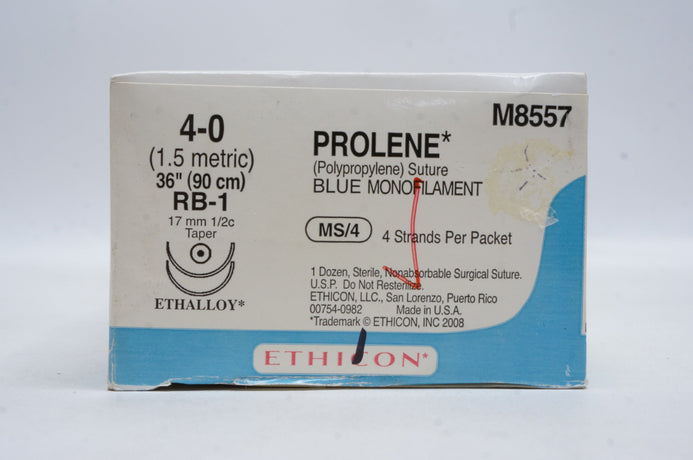 M8557
4-0
(1.5 metric)
36" (90 cm)
RB-1
17 mm 1/2c
Taper
ETHALLOY*
PROLENE*
(Polypropylene) Suture
BLUE MONOFILAMENT
MS/4 4 Strands Per Packet
1 Dozen, Sterile, Nonabsorbable Surgical Suture.
U.S.P. Do Not Resterilize.
ETHICON, LLC., San Lorenzo, Puerto Rico
00754-0982 Made in U.S.A.
*Trademark © ETHICON, INC 2008
ETHICON*